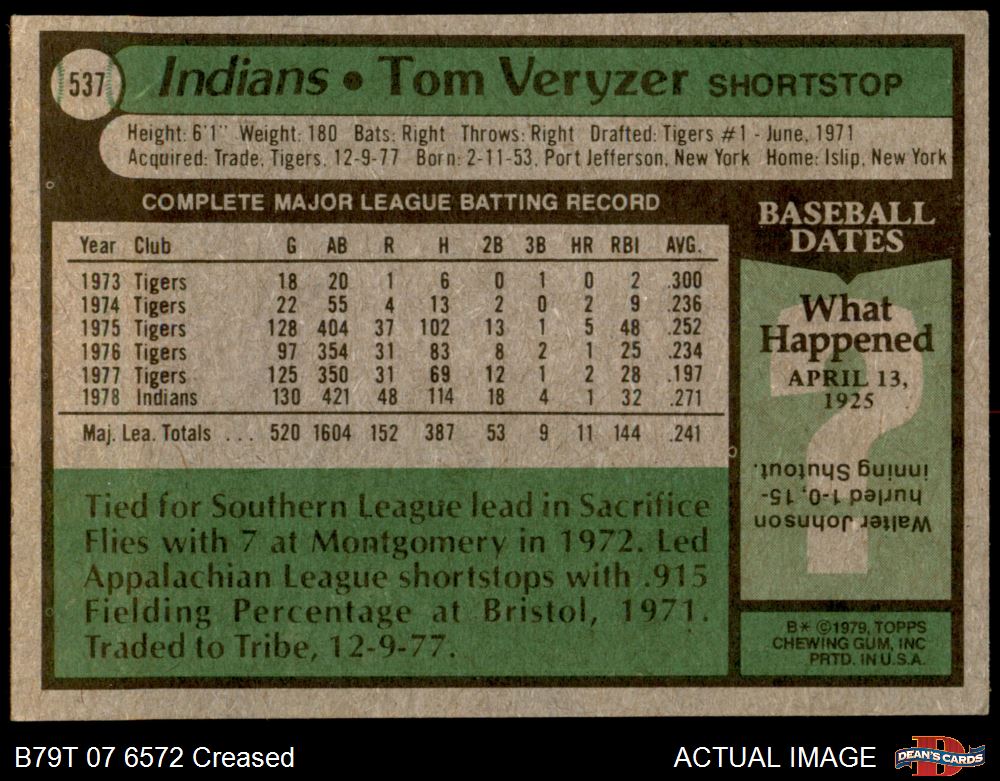 537 Indians • Tom Veryzer SHORTSTOP
Height: 6'1" Weight: 180 Bats: Right Throws: Right Drafted: Tigers #1 - June, 1971
Acquired: Trade, Tigers, 12-9-77 Born: 2-11-53, Port Jefferson, New York Home: Islip, New York
COMPLETE MAJOR LEAGUE BATTING RECORD
Year Club G AB R H 2B 3B HR RBI AVG.
1973 Tigers 18 20 1 6 0 1 0 2 .300
1974 Tigers 22 55 4 13 2 0 2 9 .236
1975 Tigers 128 404 37 102 13 1 5 48 .252
1976 Tigers 97 354 31 83 8 2 1 25 .234
1977 Tigers 125 350 31 69 12 1 2 28 .197
1978 Indians 130 421 48 114 18 4 1 32 .271
Maj. Lea. Totals ... 520 1604 152 387 53 9 11 144 .241
Tied for Southern League lead in Sacrifice
Flies with 7 at Montgomery in 1972. Led
Appalachian League shortstops with .915
Fielding Percentage at Bristol, 1971.
Traded to Tribe, 12-9-77.
BASEBALL
DATES
What
Happened
APRIL 13,
1925
Walter Johnson
hurled 1-0, 15-
inning Shutout.
B* ©1979, TOPPS
CHEWING GUM, INC
PRTD. IN U.S.A.
B79T 07 6572 Creased
ACTUAL IMAGE
D
DEAN'S CARDS